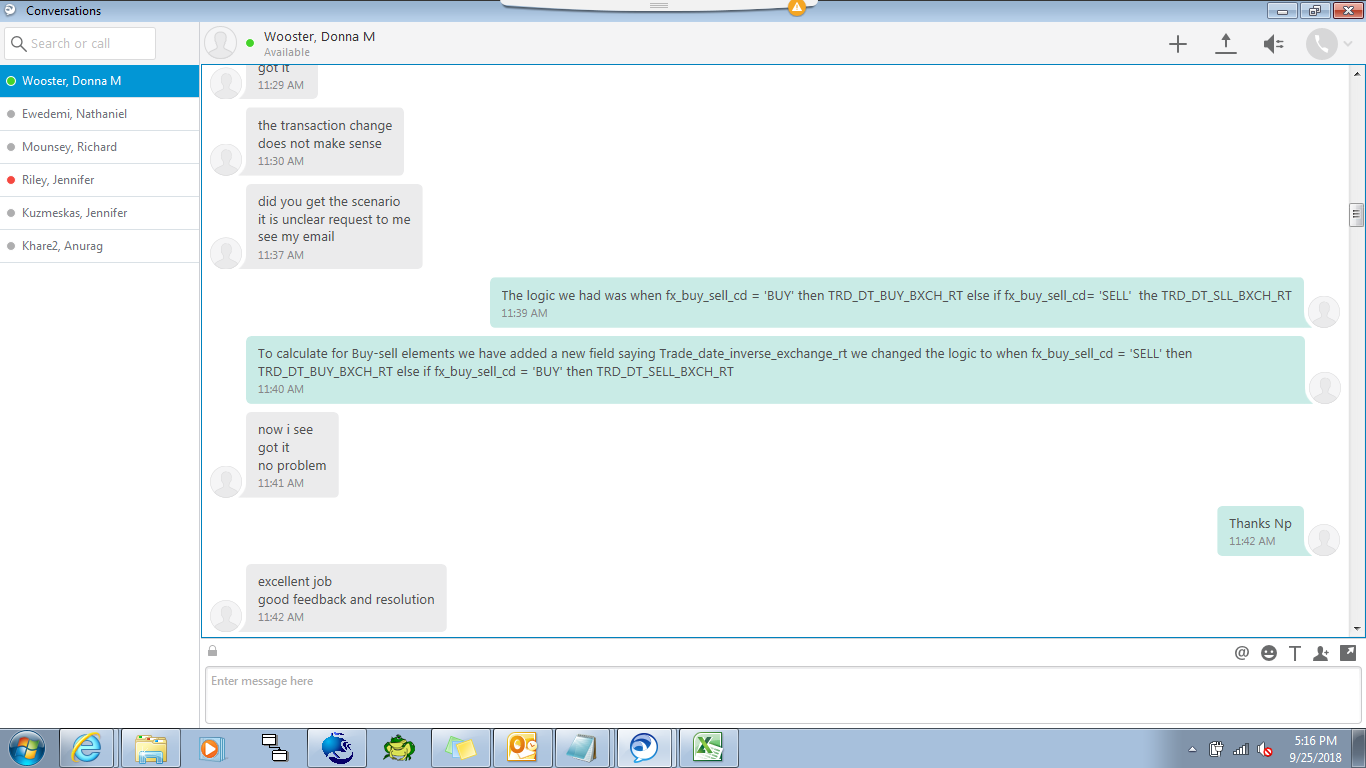 Conversations
Search or call
Wooster, Donna M
Ewedemi, Nathaniel
Mounsey, Richard
Riley, Jennifer
Kuzmeskas, Jennifer
Khare2, Anurag
Wooster, Donna M
Available
got it
11:29 AM
the transaction change
does not make sense
11:30 AM
did you get the scenario
it is unclear request to me
see my email
11:37 AM
The logic we had was when fx_buy_sell_cd = 'BUY' then TRD_DT_BUY_BXCH_RT else if fx_buy_sell_cd= 'SELL'  the TRD_DT_SLL_BXCH_RT
11:39 AM
To calculate for Buy-sell elements we have added a new field saying Trade_date_inverse_exchange_rt we changed the logic to when fx_buy_sell_cd = 'SELL' then
TRD_DT_BUY_BXCH_RT else if fx_buy_sell_cd = 'BUY' then TRD_DT_SELL_BXCH_RT
11:40 AM
now i see
got it
no problem
11:41 AM
Thanks Np
11:42 AM
excellent job
good feedback and resolution
11:42 AM
Enter message here
5:16 PM
9/25/2018